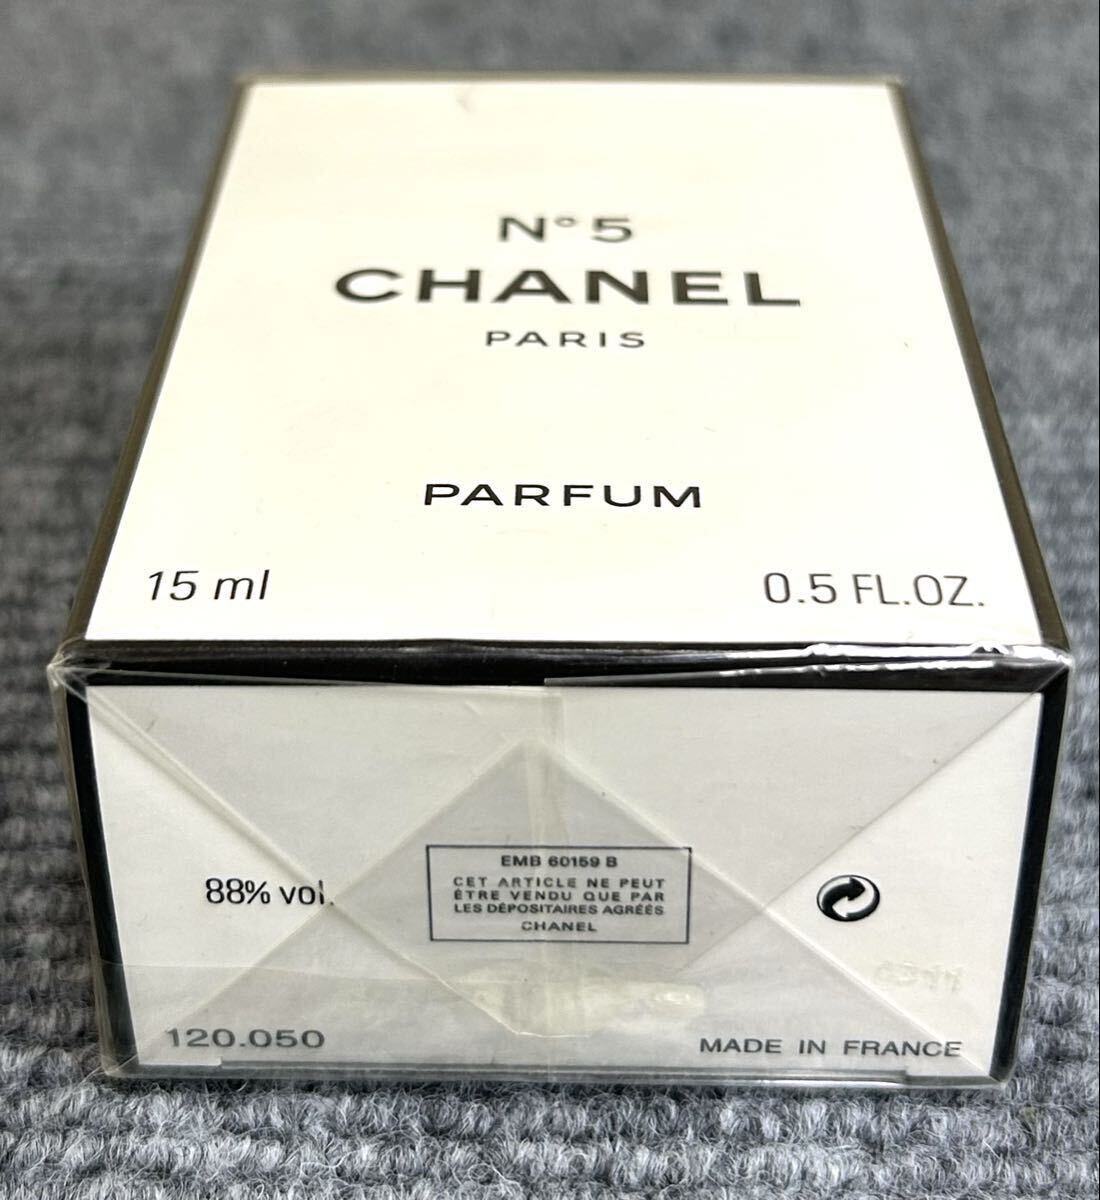 N°5
CHANEL
PARIS
PARFUM
15 ml 0.5 FL.OZ.
EMB 60159 B
CET ARTICLE NE PEUT
ÊTRE VENDU QUE PAR
LES DÉPOSITAIRES AGRÉÉS
CHANEL
88% vol.
120.050
MADE IN FRANCE